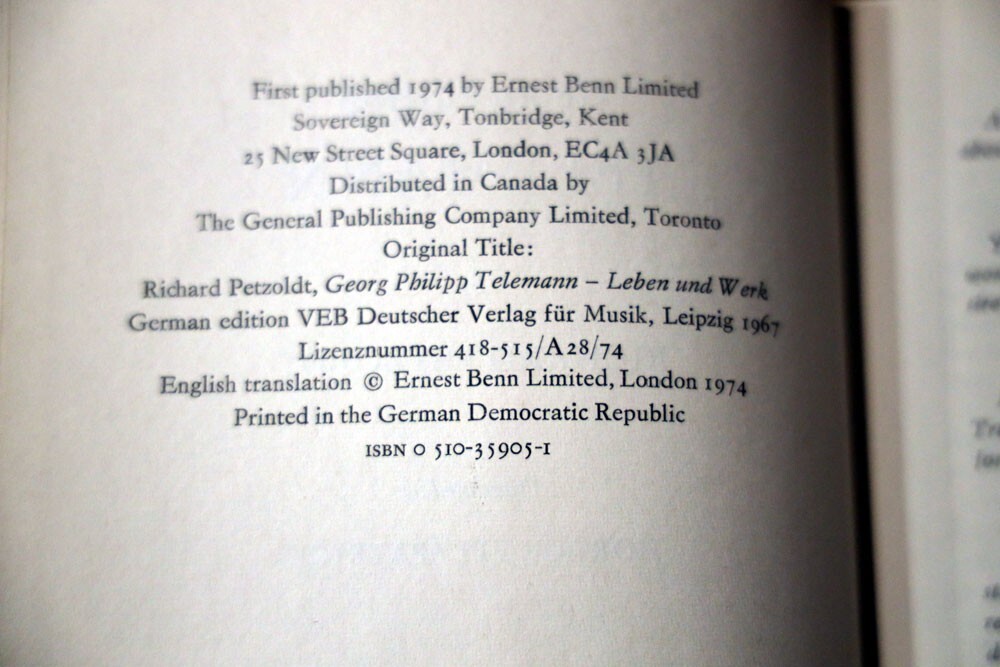 First published 1974 by Ernest Benn Limited
Sovereign Way, Tonbridge, Kent
25 New Street Square, London, EC4A 3JA
Distributed in Canada by
The General Publishing Company Limited, Toronto
Original Title:
Richard Petzoldt, Georg Philipp Telemann – Leben und Werk
German edition VEB Deutscher Verlag für Musik, Leipzig 1967
Lizenznummer 418-515/A28/74
English translation © Ernest Benn Limited, London 1974
Printed in the German Democratic Republic
ISBN 0 510-35905-1